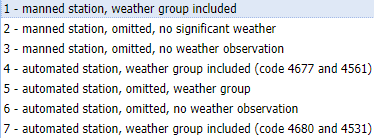 1 - manned station, weather group included
2 - manned station, omitted, no significant weather
3 - manned station, omitted, no weather observation
4 - automated station, weather group included (code 4677 and 4561)
5 - automated station, omitted, weather group
6 - automated station, omitted, no weather observation
7 - automated station, weather group included (code 4680 and 4531)